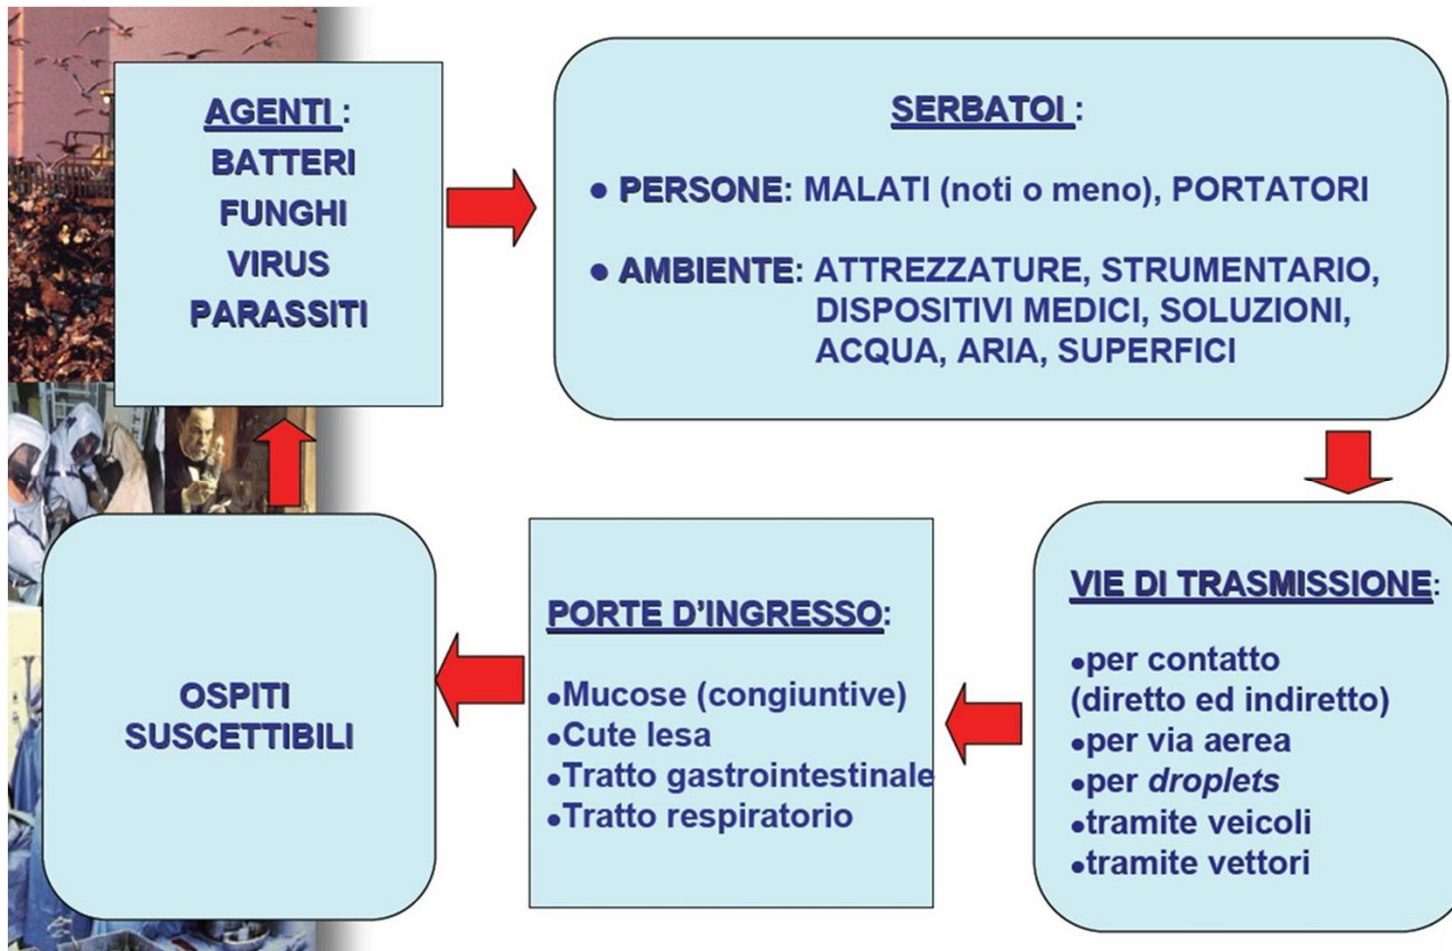 AGENTI :
BATTERI
FUNGHI
VIRUS
PARASSITI
SERBATOI :
● PERSONE: MALATI (noti o meno), PORTATORI
● AMBIENTE: ATTREZZATURE, STRUMENTARIO,
DISPOSITIVI MEDICI, SOLUZIONI,
ACQUA, ARIA, SUPERFICI
VIE DI TRASMISSIONE:
●per contatto
(diretto ed indiretto)
●per via aerea
●per droplets
●tramite veicoli
●tramite vettori
PORTE D’INGRESSO:
●Mucose (congiuntive)
●Cute lesa
●Tratto gastrointestinale
●Tratto respiratorio
OSPITI
SUSCETTIBILI